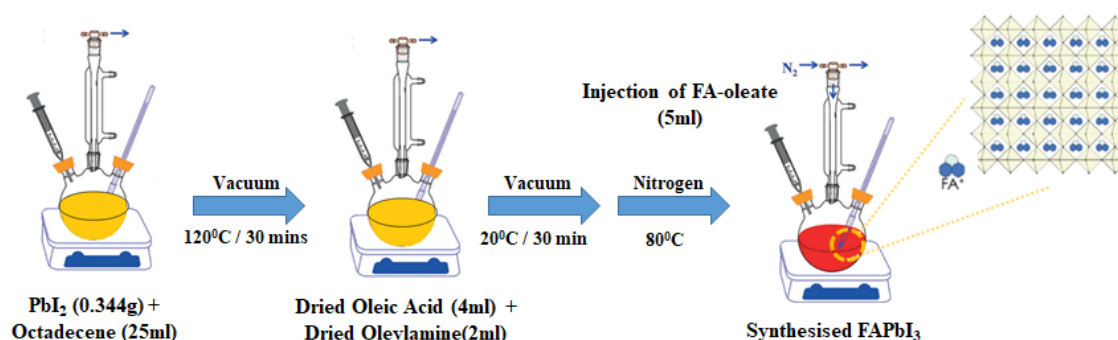 N₂
Injection of FA-oleate
(5ml)
Vacuum
120⁰C / 30 mins
Vacuum
20⁰C / 30 min
Nitrogen
80⁰C
FA⁺
PbI₂ (0.344g) +
Octadecene (25ml)
Dried Oleic Acid (4ml) +
Dried Olevlamine(2ml)
Synthesised FAPbI₃